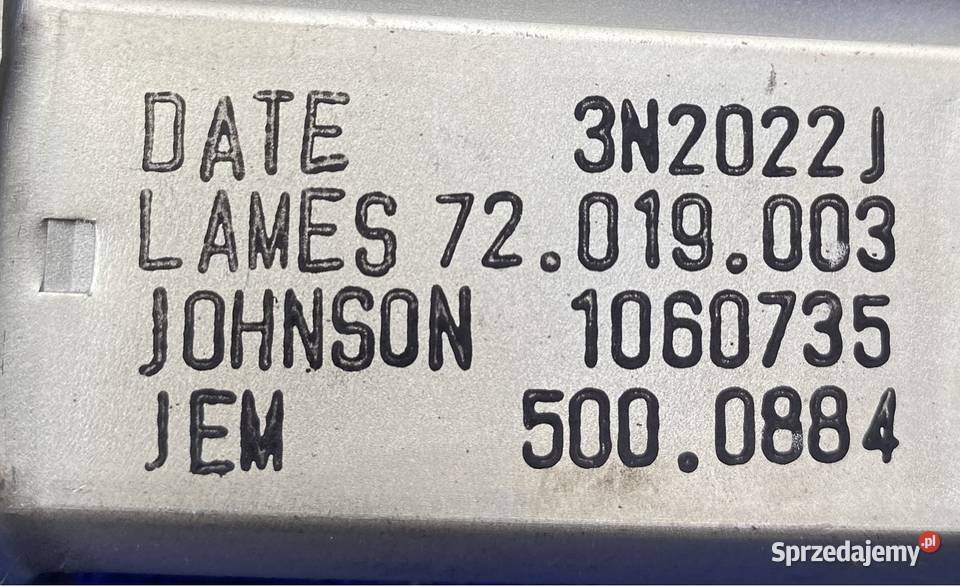 DATE 3N2022J
LAMES 72.019.003
JOHNSON 1060735
JEM 500.0884
Sprzedajemy.pl